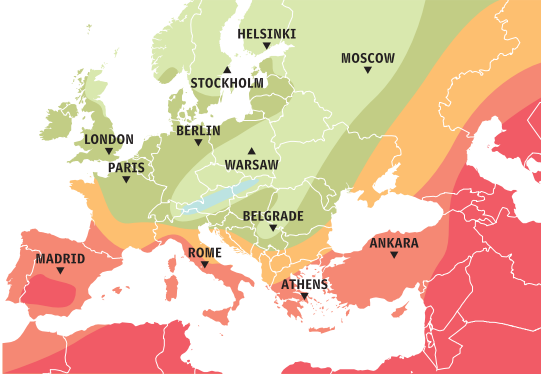 HELSINKI
MOSCOW
STOCKHOLM
BERLIN
LONDON
WARSAW
PARIS
BELGRADE
ANKARA
ROME
MADRID
ATHENS